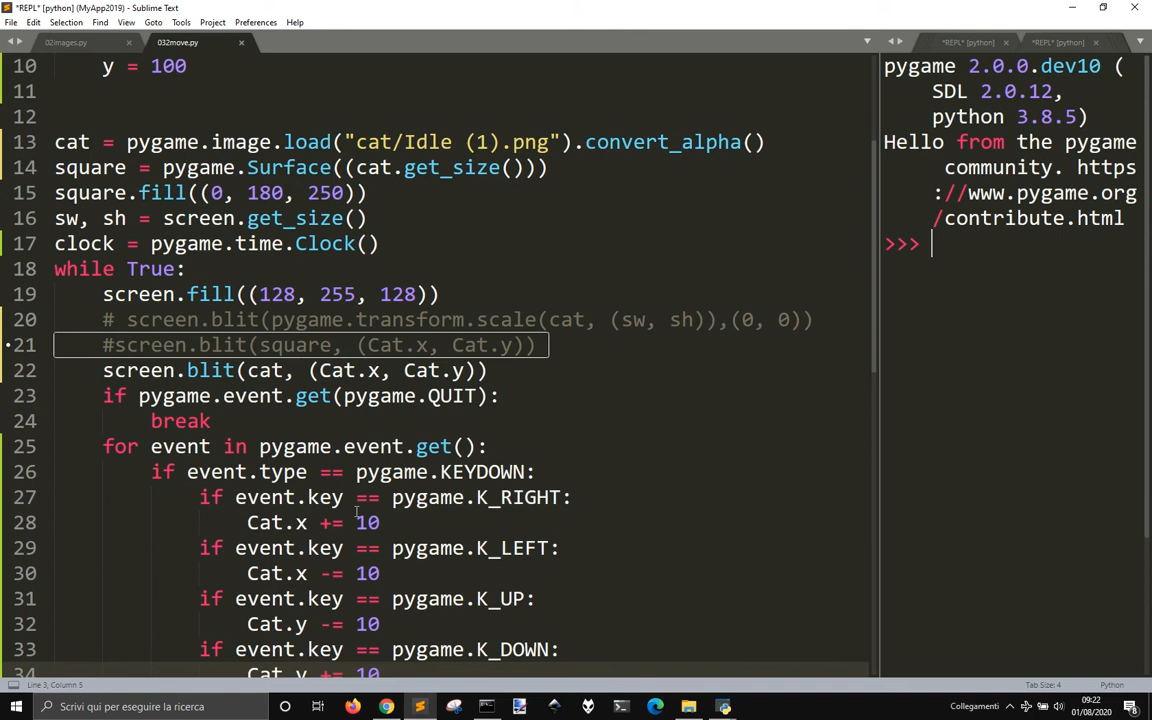 *REPL* [python] (MyApp2019) - Sublime Text
File Edit Selection Find View Goto Tools Project Preferences Help
02images.py
032move.py
*REPL* [python]
*REPL* [python]
10 y = 100
11
12
13 cat = pygame.image.load("cat/Idle (1).png").convert_alpha()
14 square = pygame.Surface((cat.get_size()))
15 square.fill((0, 180, 250))
16 sw, sh = screen.get_size()
17 clock = pygame.time.Clock()
18 while True:
19 screen.fill((128, 255, 128))
20 # screen.blit(pygame.transform.scale(cat, (sw, sh)),(0, 0))
21 #screen.blit(square, (Cat.x, Cat.y))
22 screen.blit(cat, (Cat.x, Cat.y))
23 if pygame.event.get(pygame.QUIT):
24 break
25 for event in pygame.event.get():
26 if event.type == pygame.KEYDOWN:
27 if event.key == pygame.K_RIGHT:
28 Cat.x += 10
29 if event.key == pygame.K_LEFT:
30 Cat.x -= 10
31 if event.key == pygame.K_UP:
32 Cat.y -= 10
33 if event.key == pygame.K_DOWN:
34 Cat.y += 10
pygame 2.0.0.dev10 (
SDL 2.0.12,
python 3.8.5)
Hello from the pygame
community. https
://www.pygame.org
/contribute.html
>>>
Line 3, Column 5
Tab Size: 4
Python
Scrivi qui per eseguire la ricerca
Collegamenti
09:22
01/08/2020
8